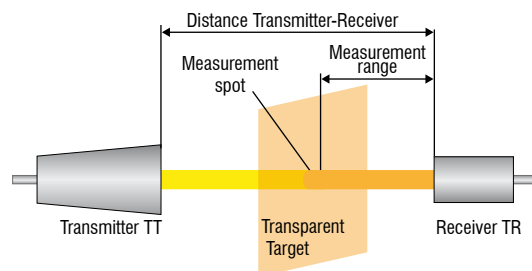 Distance Transmitter-Receiver
Measurement
range
Measurement
spot
Transmitter TT
Transparent
Target
Receiver TR